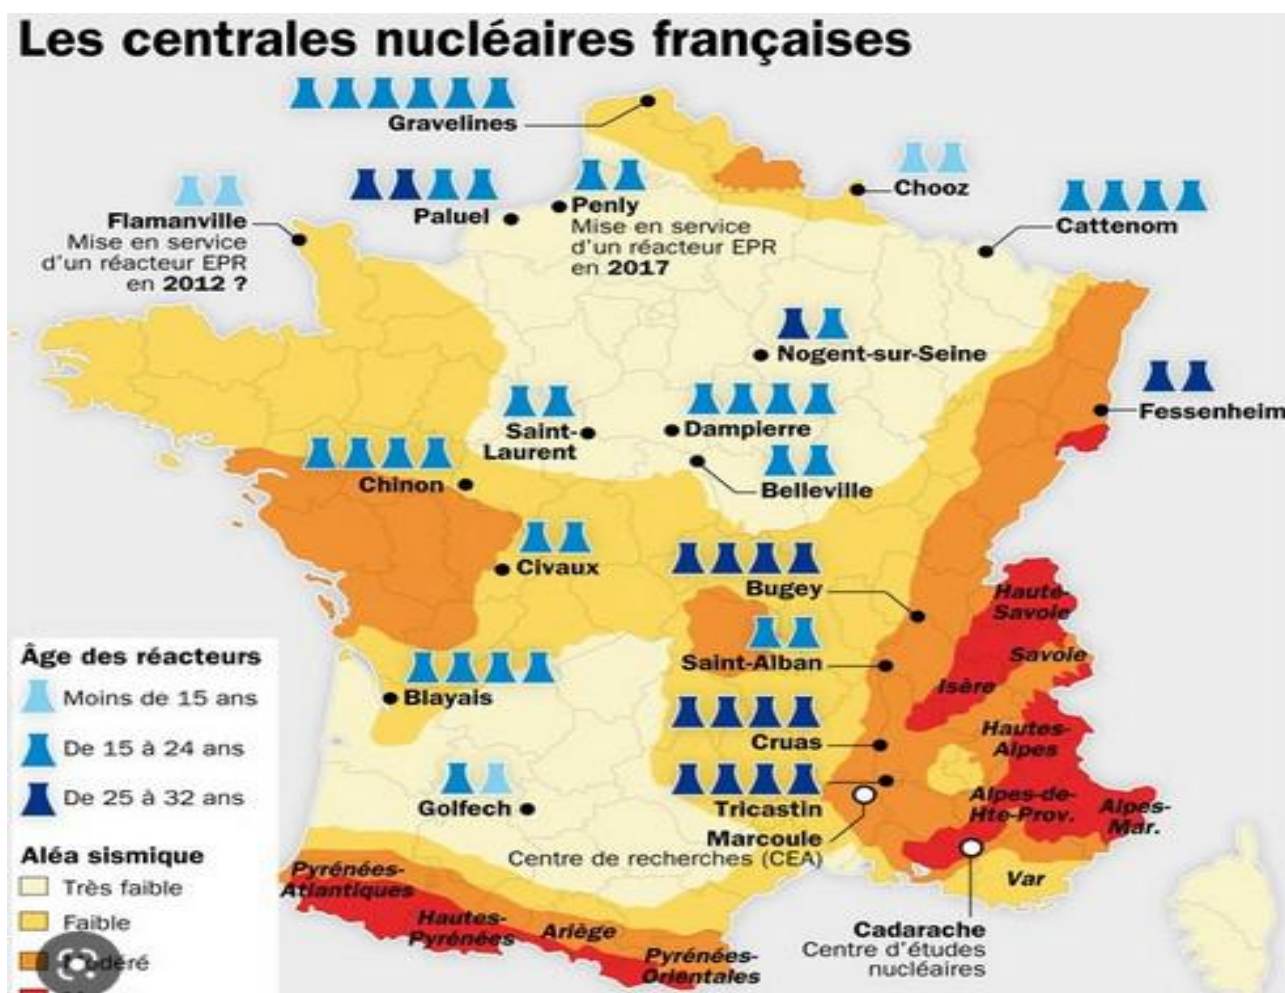 Les centrales nucléaires françaises
Gravelines
Chooz
Cattenom
Flamanville
Mise en service
d'un réacteur EPR
en 2012 ?
Paluel
Penly
Mise en service
d'un réacteur EPR
en 2017
Nogent-sur-Seine
Fessenheim
Saint-
Laurent
Dampierre
Belleville
Chinon
Civaux
Bugey
Haute-
Savoie
Saint-Alban
Savoie
Isère
Blayais
Cruas
Hautes-
Alpes
Golfech
Tricastin
Alpes-de-
Hte-Prov.
Alpes-
Mar.
Marcoule
Centre de recherches (CEA)
Var
Pyrénées-
Atlantiques
Hautes-
Pyrénées
Ariège
Pyrénées-
Orientales
Cadarache
Centre d'études
nucléaires
Âge des réacteurs
Moins de 15 ans
De 15 à 24 ans
De 25 à 32 ans
Aléa sismique
Très faible
Faible